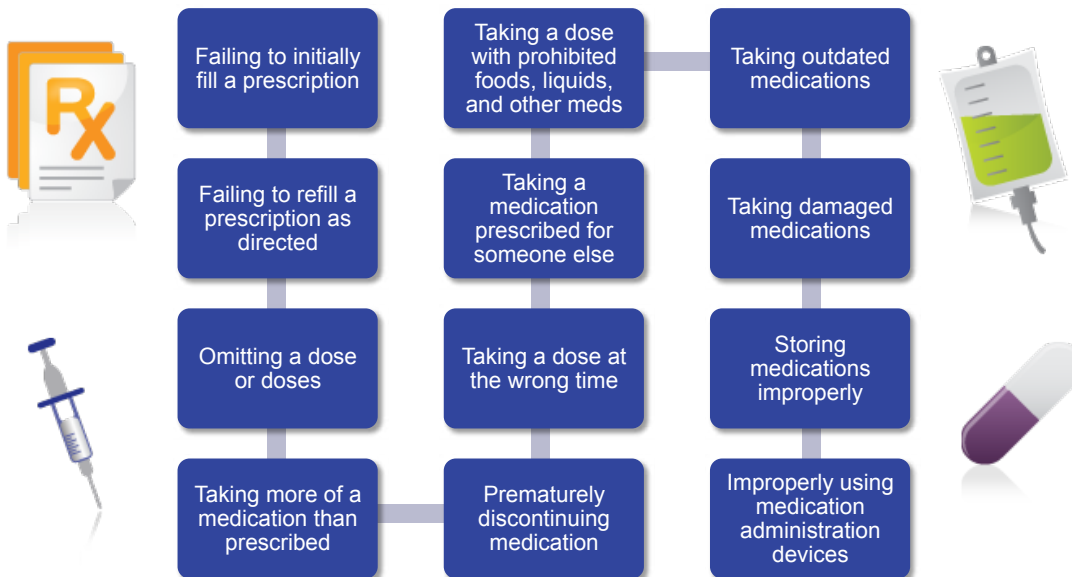 Failing to initially
fill a prescription
Failing to refill a
prescription as
directed
Omitting a dose
or doses
Taking more of a
medication than
prescribed
Prematurely
discontinuing
medication
Taking a dose at
the wrong time
Taking a
medication
prescribed for
someone else
Taking a dose
with prohibited
foods, liquids,
and other meds
Taking outdated
medications
Taking damaged
medications
Storing
medications
improperly
Improperly using
medication
administration
devices
RX